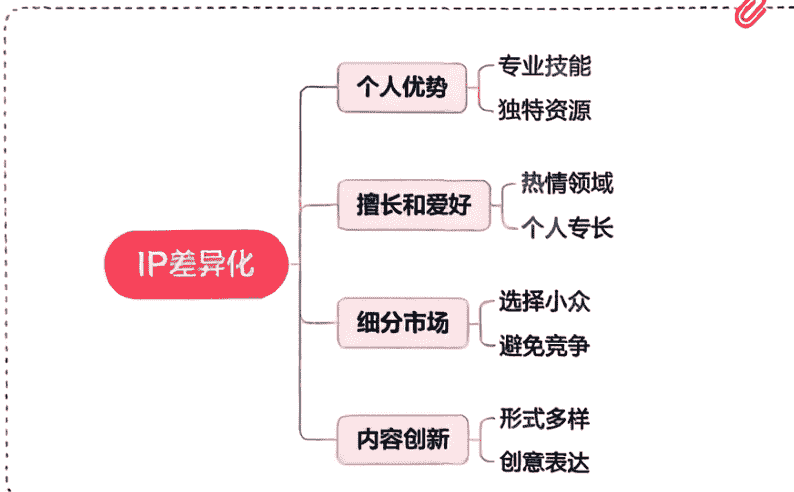 IP差异化
个人优势
专业技能
独特资源
擅长和爱好
热情领域
个人专长
细分市场
选择小众
避免竞争
内容创新
形式多样
创意表达